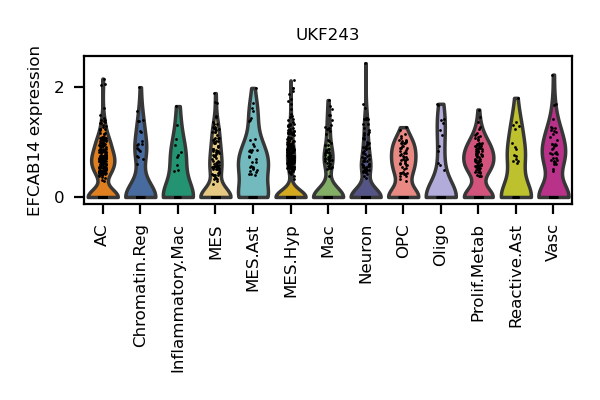 UKF243
EFCAB14 expression
2
0
AC
Chromatin.Reg
Inflammatory.Mac
MES
MES.Ast
MES.Hyp
Mac
Neuron
OPC
Oligo
Prolif.Metab
Reactive.Ast
Vasc